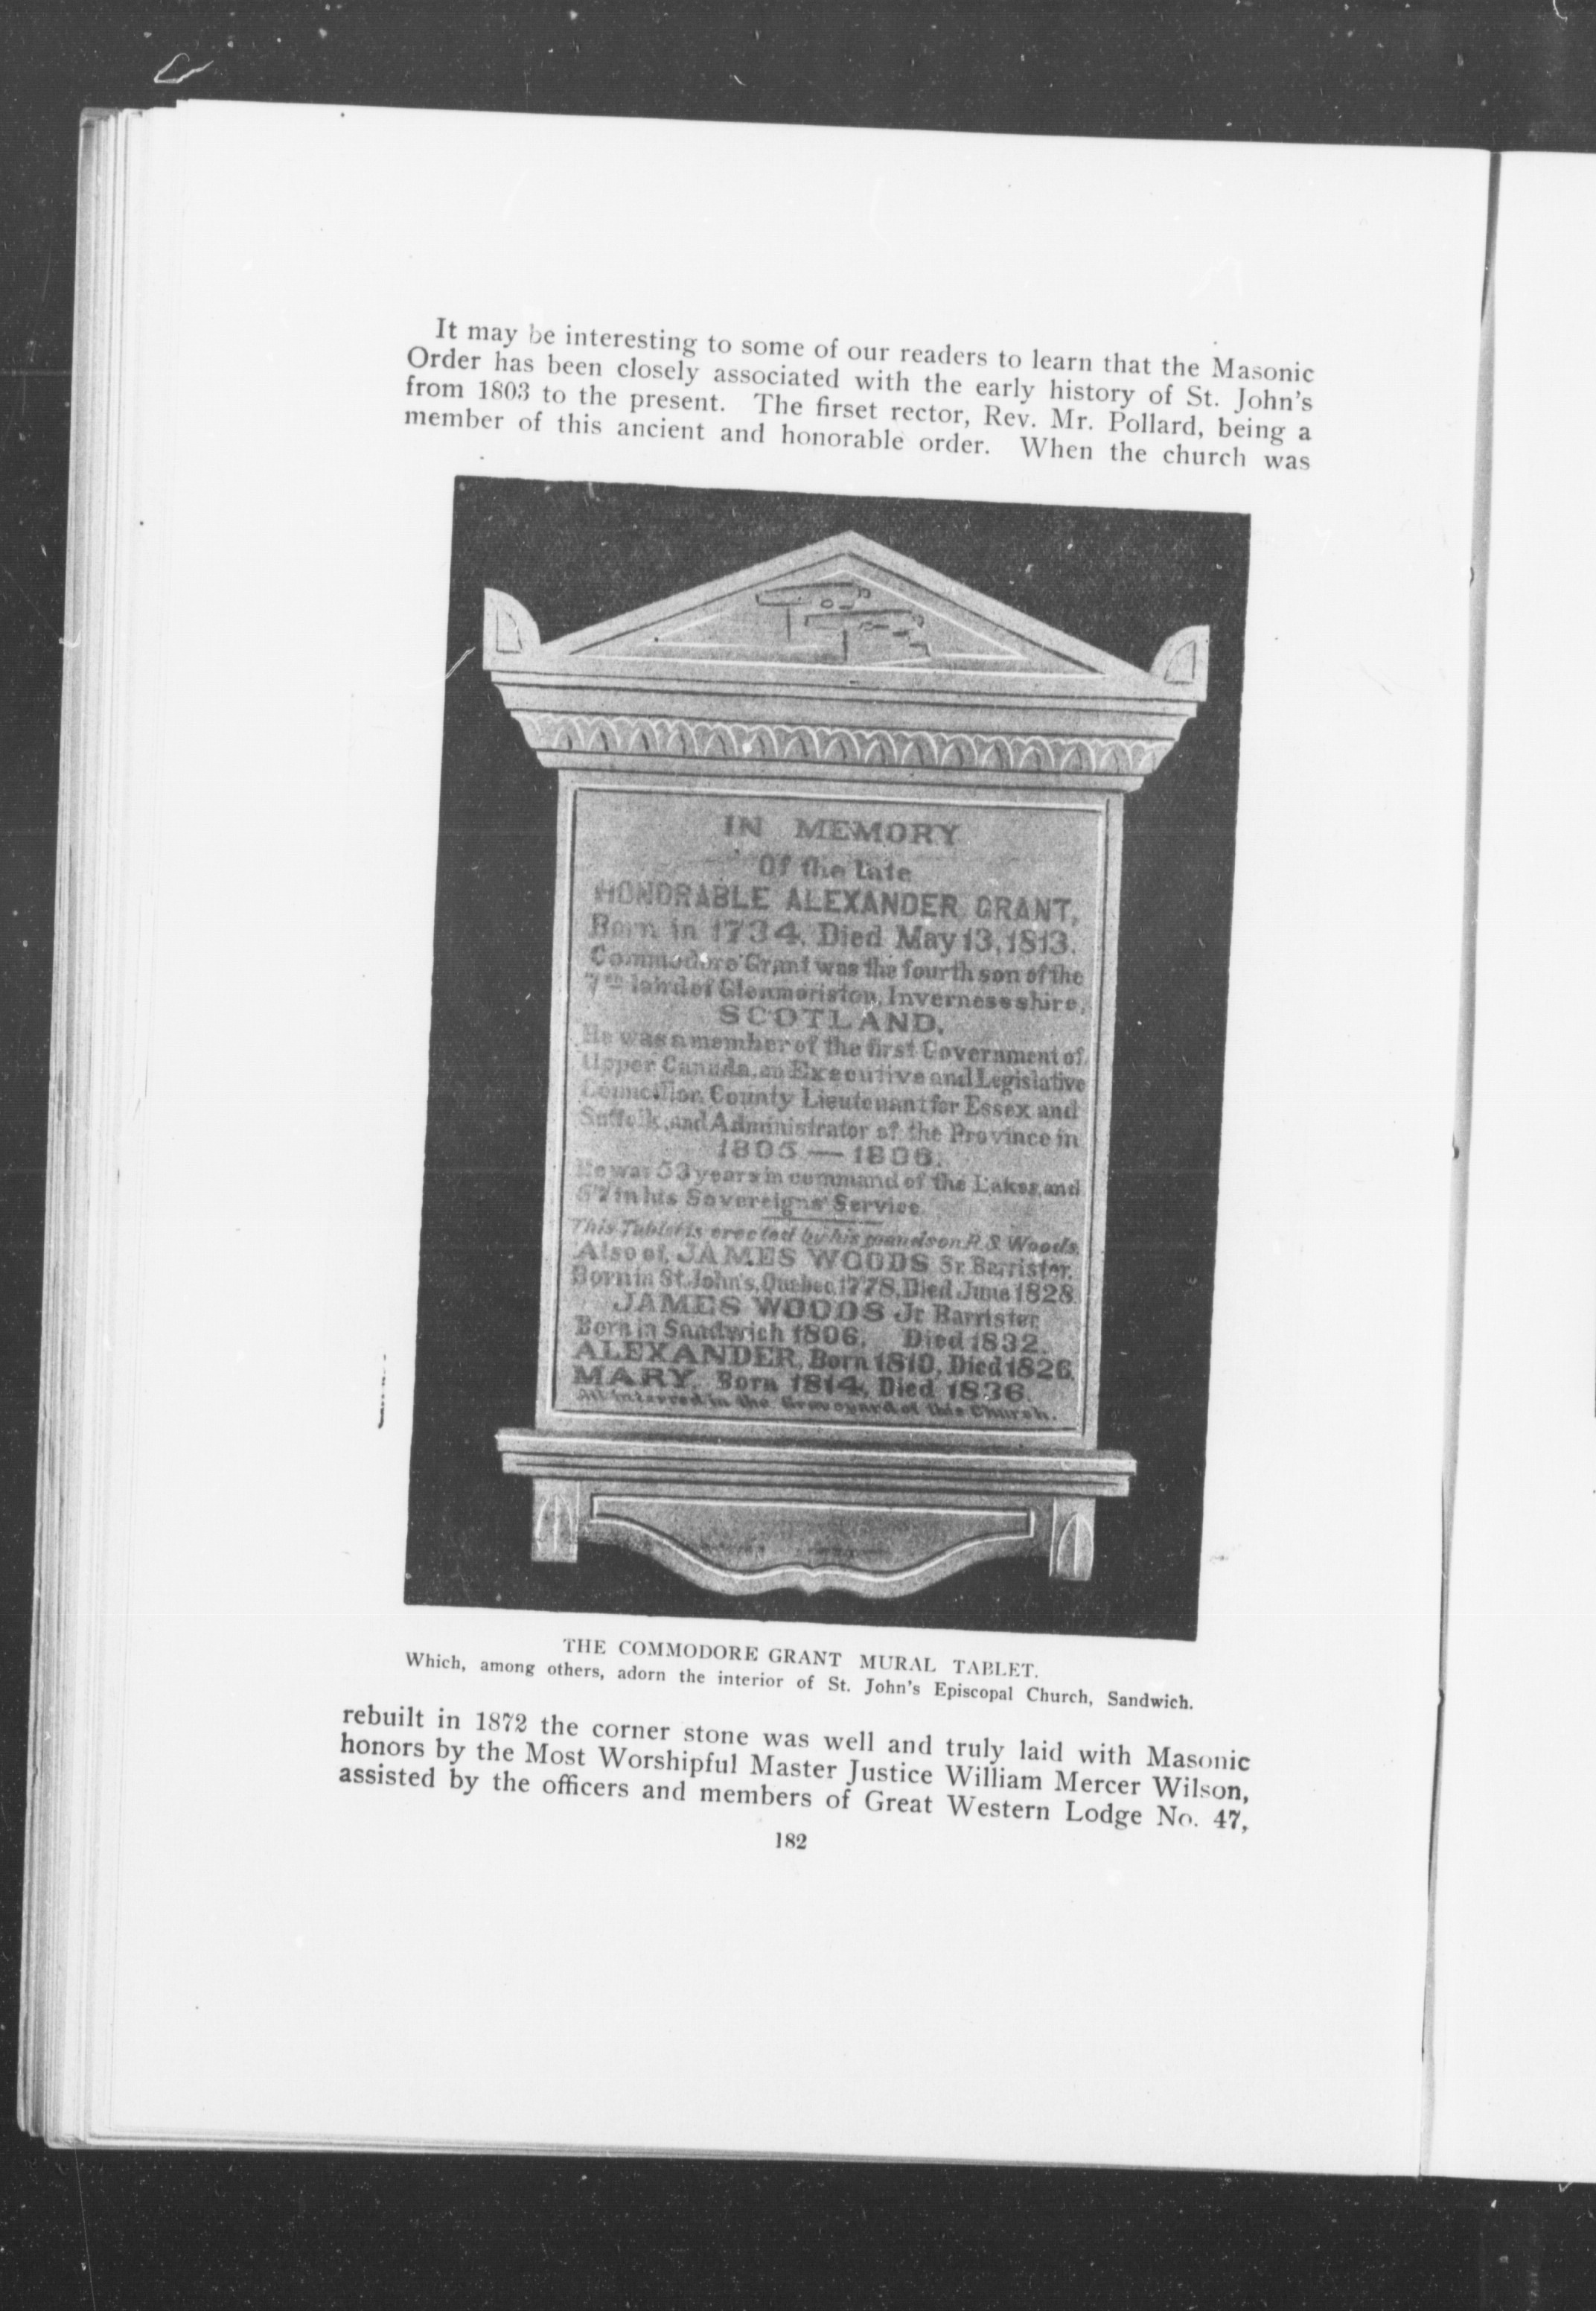 It may be interesting to some of our readers to learn that the Masonic
Order has been closely associated with the early history of St. John's
from 1803 to the present. The firset rector, Rev. Mr. Pollard, being a
member of this ancient and honorable order. When the church was
IN MEMORY
Of the late
HONORABLE ALEXANDER GRANT,
Born in 1734, Died May 13, 1813.
Commodore Grant was the fourth son of the
7th laird of Glenmoriston, Invernessshire,
SCOTLAND.
He was a member of the first Government of
Upper Canada, an Executive and Legislative
Councillor, County Lieutenant for Essex and
Suffolk, and Administrator of the Province in
1805 — 1806.
He was 53 years in command of the Lakes, and
57 in his Sovereigns' Service.
This Tablet is erected by his grandson R. S. Woods.
Also of, JAMES WOODS Sr. Barrister.
Born in St. John's, Quebec, 1778, Died June 1828
JAMES WOODS Jr Barrister,
Born in Sandwich 1806, Died 1832.
ALEXANDER, Born 1810, Died 1826,
MARY, Born 1814, Died 1836.
All interred in the Graveyard of this Church.
THE COMMODORE GRANT MURAL TABLET.
Which, among others, adorn the interior of St. John's Episcopal Church, Sandwich.
rebuilt in 1872 the corner stone was well and truly laid with Masonic
honors by the Most Worshipful Master Justice William Mercer Wilson,
assisted by the officers and members of Great Western Lodge No. 47,
182